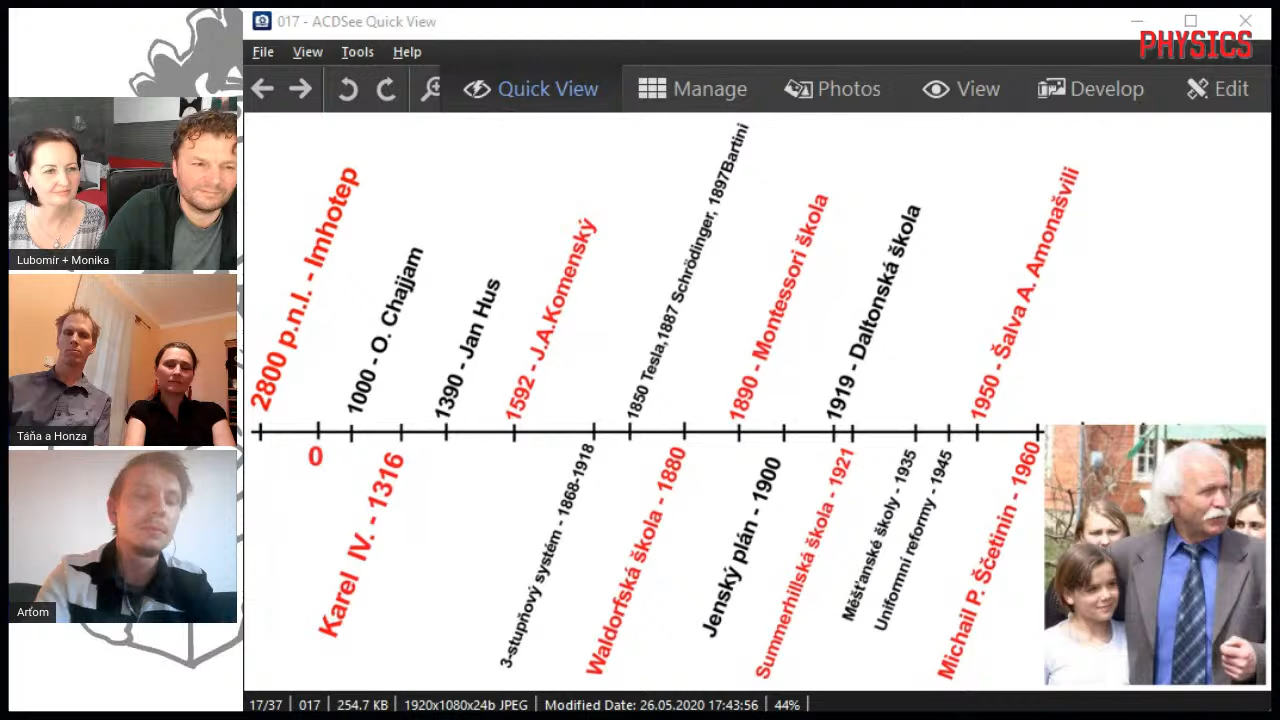 017 - ACDSee Quick View
PHYSICS
File View Tools Help
Quick View Manage Photos View Develop Edit
2800 p.n.l. - Imhotep
1000 - O. Chajjam
1390 - Jan Hus
1592 - J.A.Komenský
1850 Tesla,1887 Schrödinger, 1897Bartini
1890 - Montessori škola
1919 - Daltonská škola
1950 - Šalva A. Amonašvili
0
Karel IV. - 1316
3-stupňový systém - 1868-1918
Waldorfská škola - 1880
Jenský plán - 1900
Summerhillská škola - 1921
Měšťanské školy - 1935
Uniformní reformy - 1945
Michail P. Ščetinin - 1960
Lubomír + Monika
Táňa a Honza
Arťom
17/37 017 254.7 KB 1920x1080x24b JPEG Modified Date: 26.05.2020 17:43:56 44%